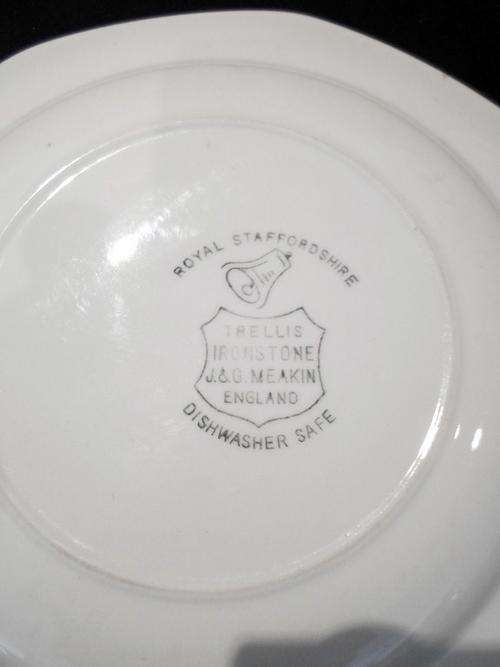 ROYAL STAFFORDSHIRE
TRELLIS
IRONSTONE
J.&G. MEAKIN
ENGLAND
DISHWASHER SAFE